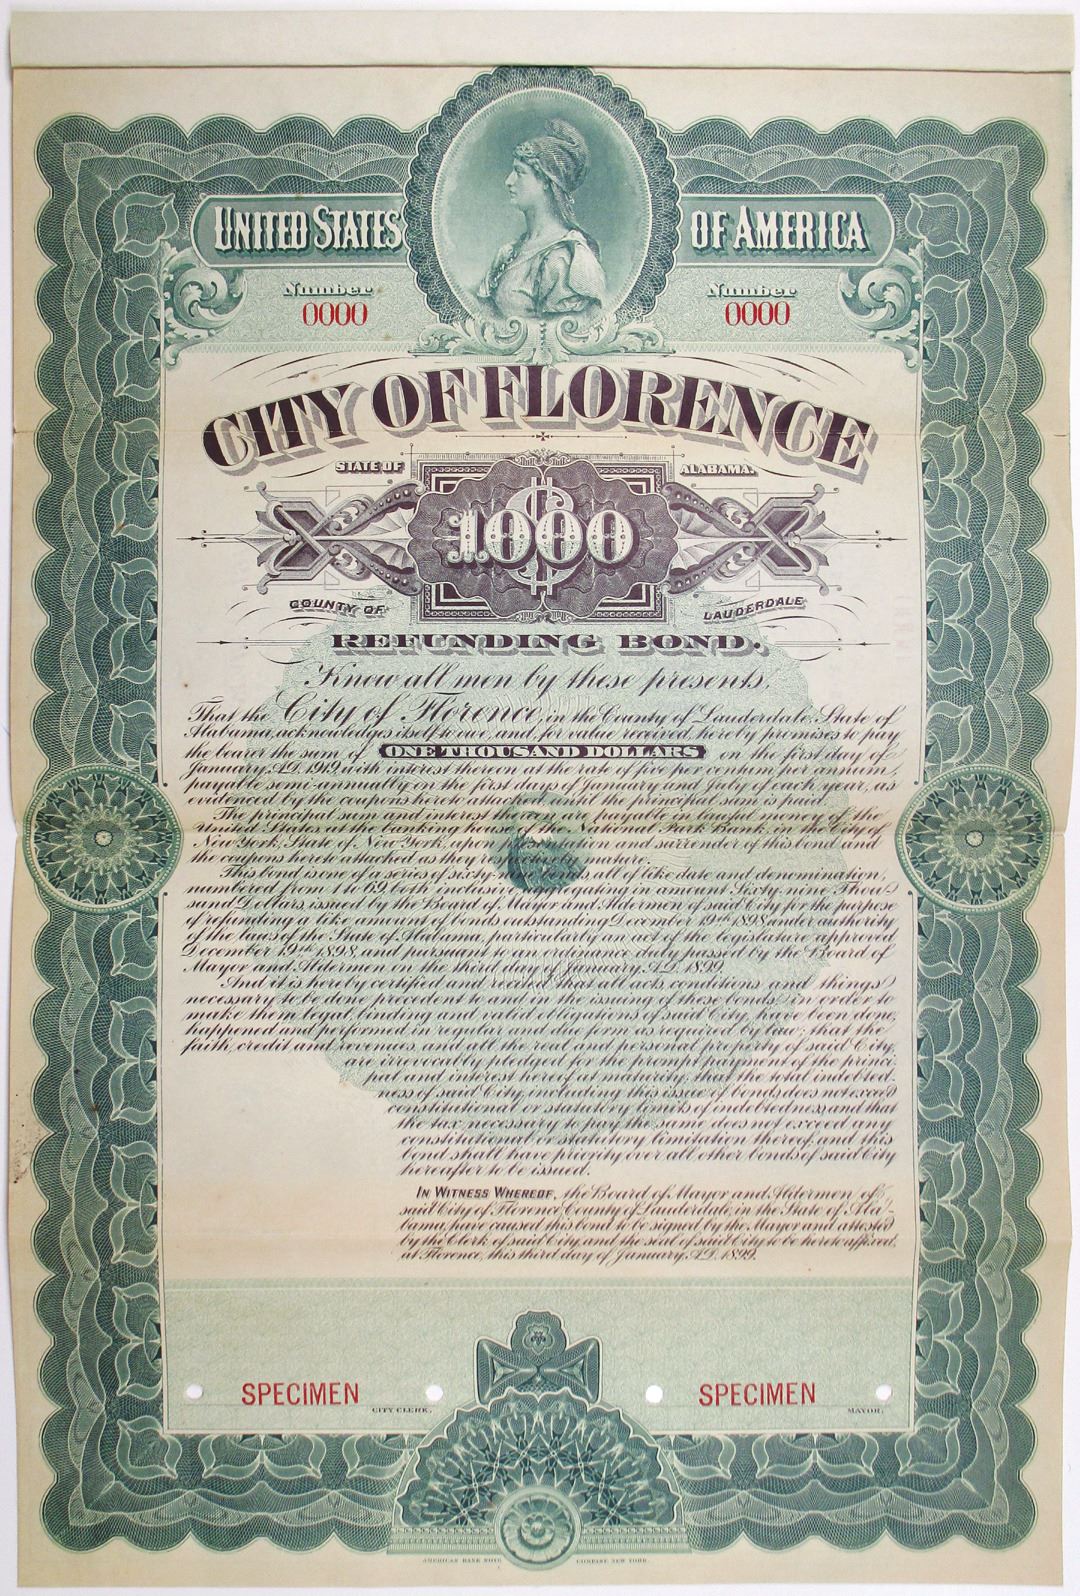 UNITED STATES OF AMERICA
Number Number
0000 0000
CITY OF FLORENCE
STATE OF ALABAMA.
$1000
COUNTY OF LAUDERDALE
REFUNDING BOND.
Know all men by these presents,
That the City of Florence, in the County of Lauderdale, State of
Alabama, acknowledges itself to owe, and, for value received, hereby promises to pay
the bearer the sum of ONE THOUSAND DOLLARS on the first day of
January, A.D. 1919, with interest thereon at the rate of five per centum per annum,
payable semi-annually on the first days of January and July of each year, as
evidenced by the coupons hereto attached, until the principal sum is paid.
The principal sum and interest thereon are payable in lawful money of the
United States, at the banking house of the National Park Bank, in the City of
New York, State of New York, upon presentation and surrender of this bond and
the coupons hereto attached as they respectively mature.
This bond is one of a series of sixty-nine bonds, all of like date and denomination,
numbered from 1 to 69, both inclusive, aggregating in amount Sixty-nine Thou-
sand Dollars, issued by the Board of Mayor and Aldermen of said City for the purpose
of refunding a like amount of bonds outstanding December 19th 1898 under authority
of the laws of the State of Alabama, particularly an act of the legislature approved
December 19th 1898, and pursuant to an ordinance duly passed by the Board of
Mayor and Aldermen on the third day of January, A.D. 1899.
And it is hereby certified and recited that all acts, conditions and things
necessary to be done precedent to and in the issuing of these bonds, in order to
make them legal, binding and valid obligations of said City, have been done,
happened and performed, in regular and due form as required by law; that the
faith, credit and revenues, and all the real and personal property of said City,
are irrevocably pledged for the prompt payment of the princi-
pal and interest hereof at maturity, that the total indebted-
ness of said City, including this issue of bonds does not exceed
constitutional or statutory limits of indebtedness, and that
the tax necessary to pay the same does not exceed any
constitutional or statutory limitation thereof, and this
bond shall have priority over all other bonds of said City
hereafter to be issued.
IN WITNESS WHEREOF, the Board of Mayor and Aldermen of
said City of Florence, County of Lauderdale, in the State of Ala-
bama, have caused this bond to be signed by the Mayor and attested
by the Clerk of said City, and the seal of said City to be hereto affixed,
at Florence, this third day of January, A.D. 1899.
SPECIMEN SPECIMEN
CITY CLERK. MAYOR.
AMERICAN BANK NOTE COMPANY NEW YORK.